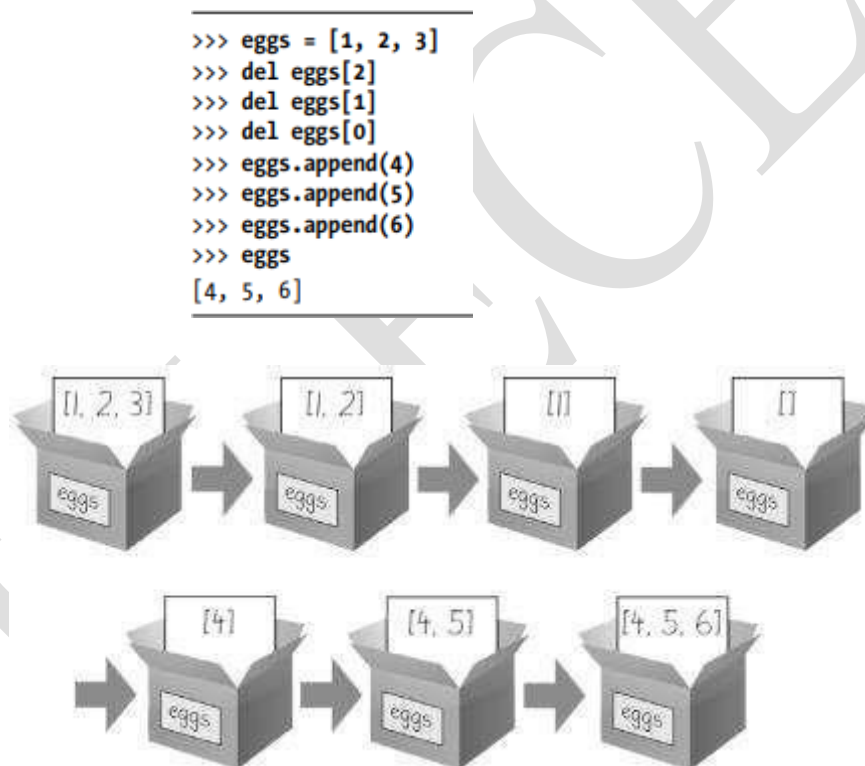 >>> eggs = [1, 2, 3]
>>> del eggs[2]
>>> del eggs[1]
>>> del eggs[0]
>>> eggs.append(4)
>>> eggs.append(5)
>>> eggs.append(6)
>>> eggs
[4, 5, 6]
[1, 2, 3] [1, 2] [1] []
eggs eggs eggs eggs
[4] [4, 5] [4, 5, 6]
eggs eggs eggs